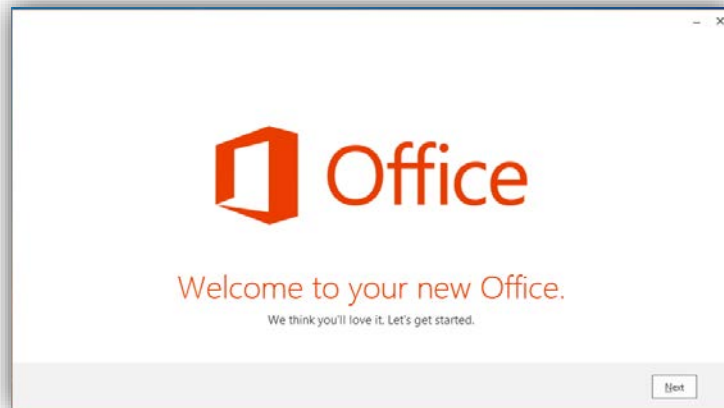 Office
Welcome to your new Office.
We think you'll love it. Let's get started.
Next